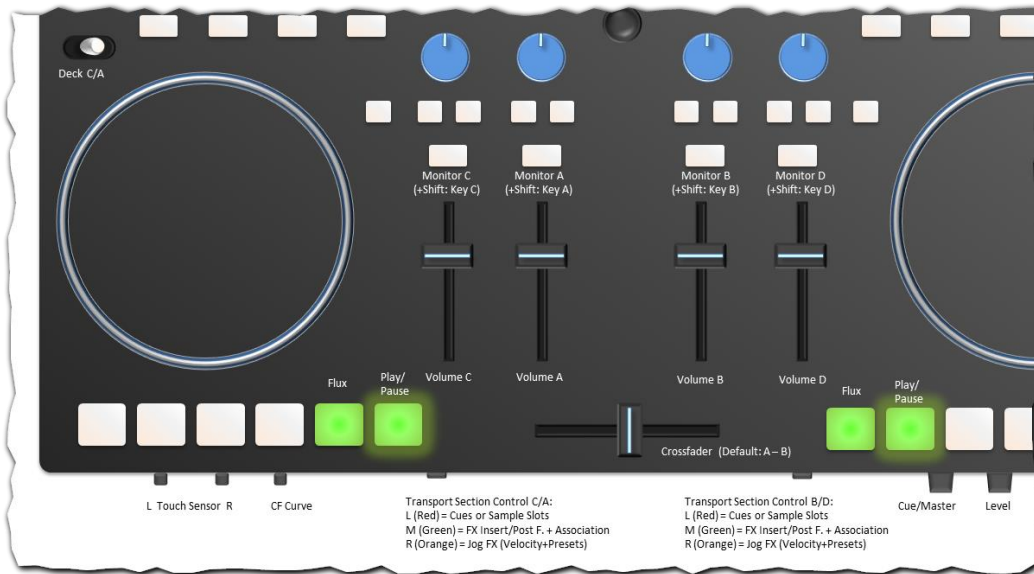 Deck C/A
Monitor C
(+Shift: Key C)
Monitor A
(+Shift: Key A)
Monitor B
(+Shift: Key B)
Monitor D
(+Shift: Key D)
Flux
Play/
Pause
Volume C
Volume A
Volume B
Volume D
Flux
Play/
Pause
Crossfader (Default: A – B)
L Touch Sensor R
CF Curve
Transport Section Control C/A:
L (Red) = Cues or Sample Slots
M (Green) = FX Insert/Post F. + Association
R (Orange) = Jog FX (Velocity+Presets)
Transport Section Control B/D:
L (Red) = Cues or Sample Slots
M (Green) = FX Insert/Post F. + Association
R (Orange) = Jog FX (Velocity+Presets)
Cue/Master
Level